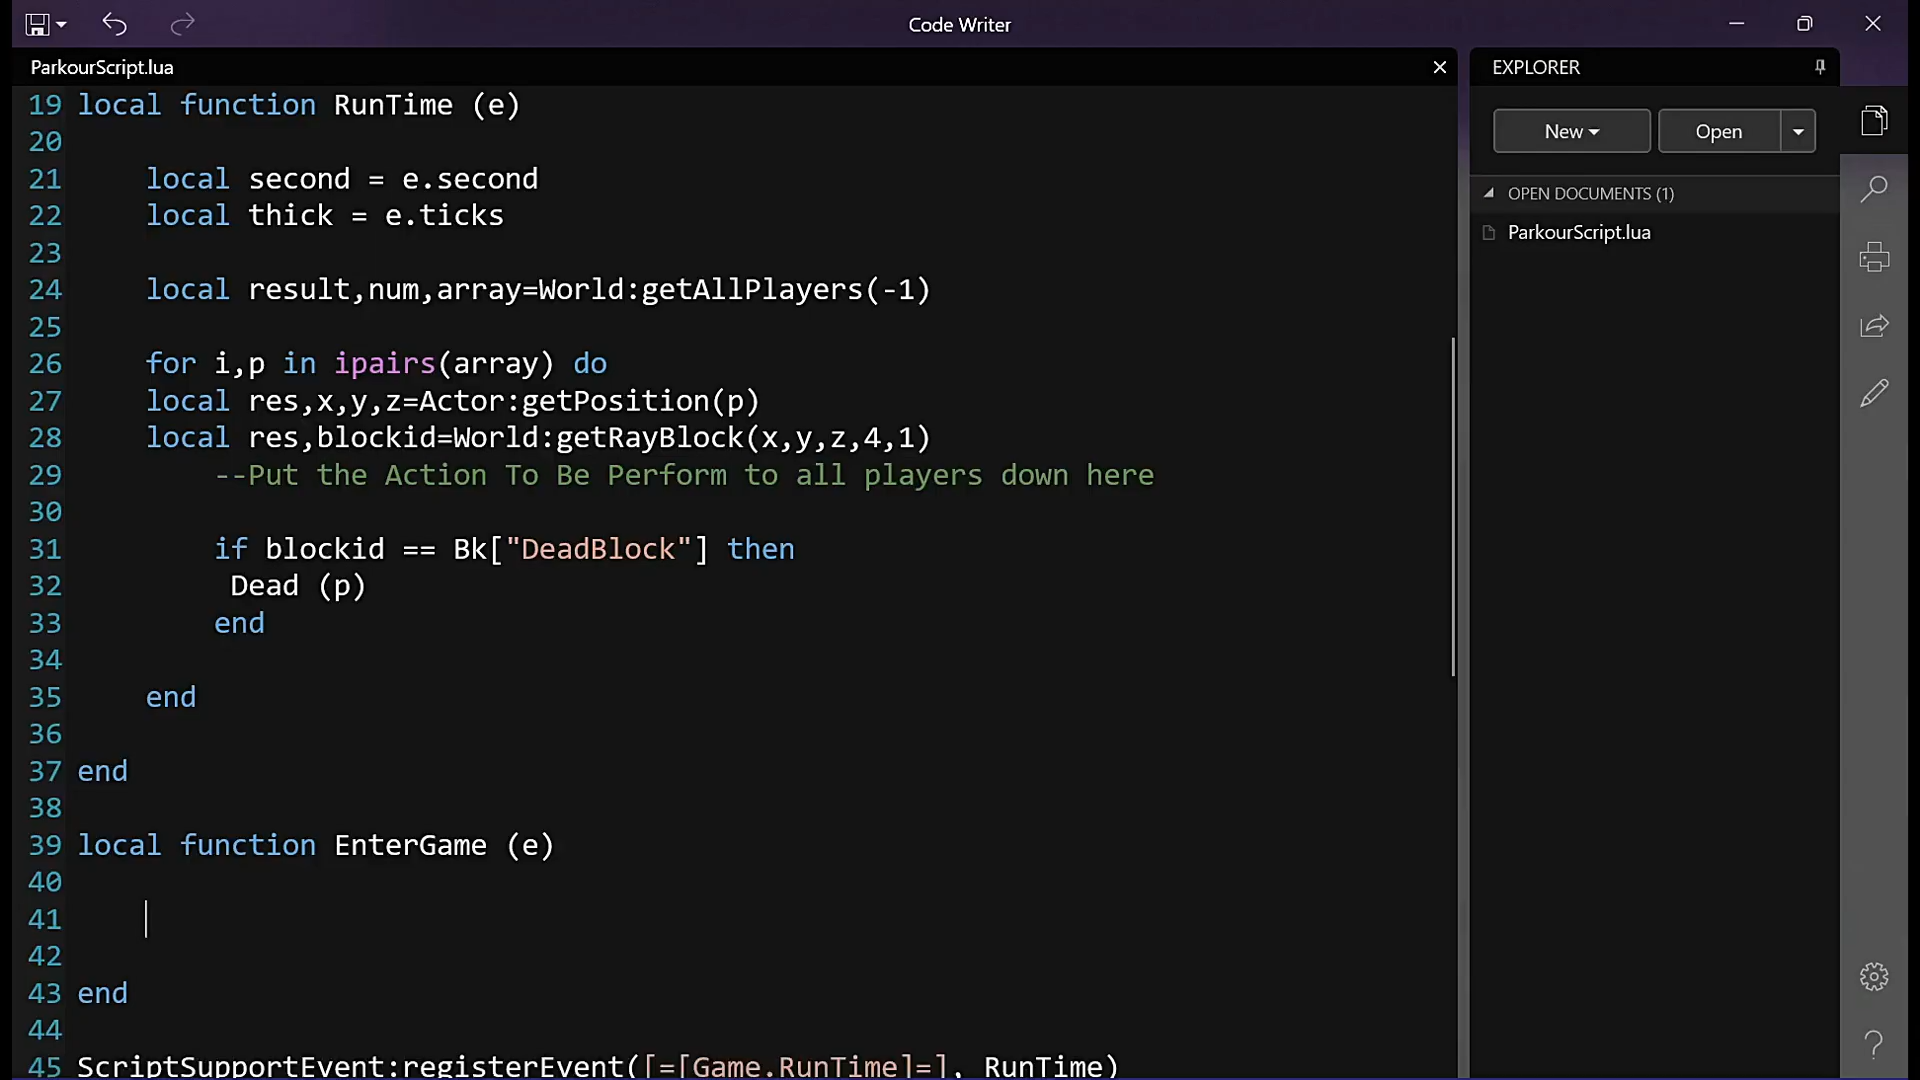 Code Writer
ParkourScript.lua
EXPLORER
New
Open
OPEN DOCUMENTS (1)
ParkourScript.lua
19 local function RunTime (e)
20
21 local second = e.second
22 local thick = e.ticks
23
24 local result,num,array=World:getAllPlayers(-1)
25
26 for i,p in ipairs(array) do
27 local res,x,y,z=Actor:getPosition(p)
28 local res,blockid=World:getRayBlock(x,y,z,4,1)
29 --Put the Action To Be Perform to all players down here
30
31 if blockid == Bk["DeadBlock"] then
32 Dead (p)
33 end
34
35 end
36
37 end
38
39 local function EnterGame (e)
40
41
42
43 end
44
45 ScriptSupportEvent:registerEvent([=[Game.RunTime]=], RunTime)